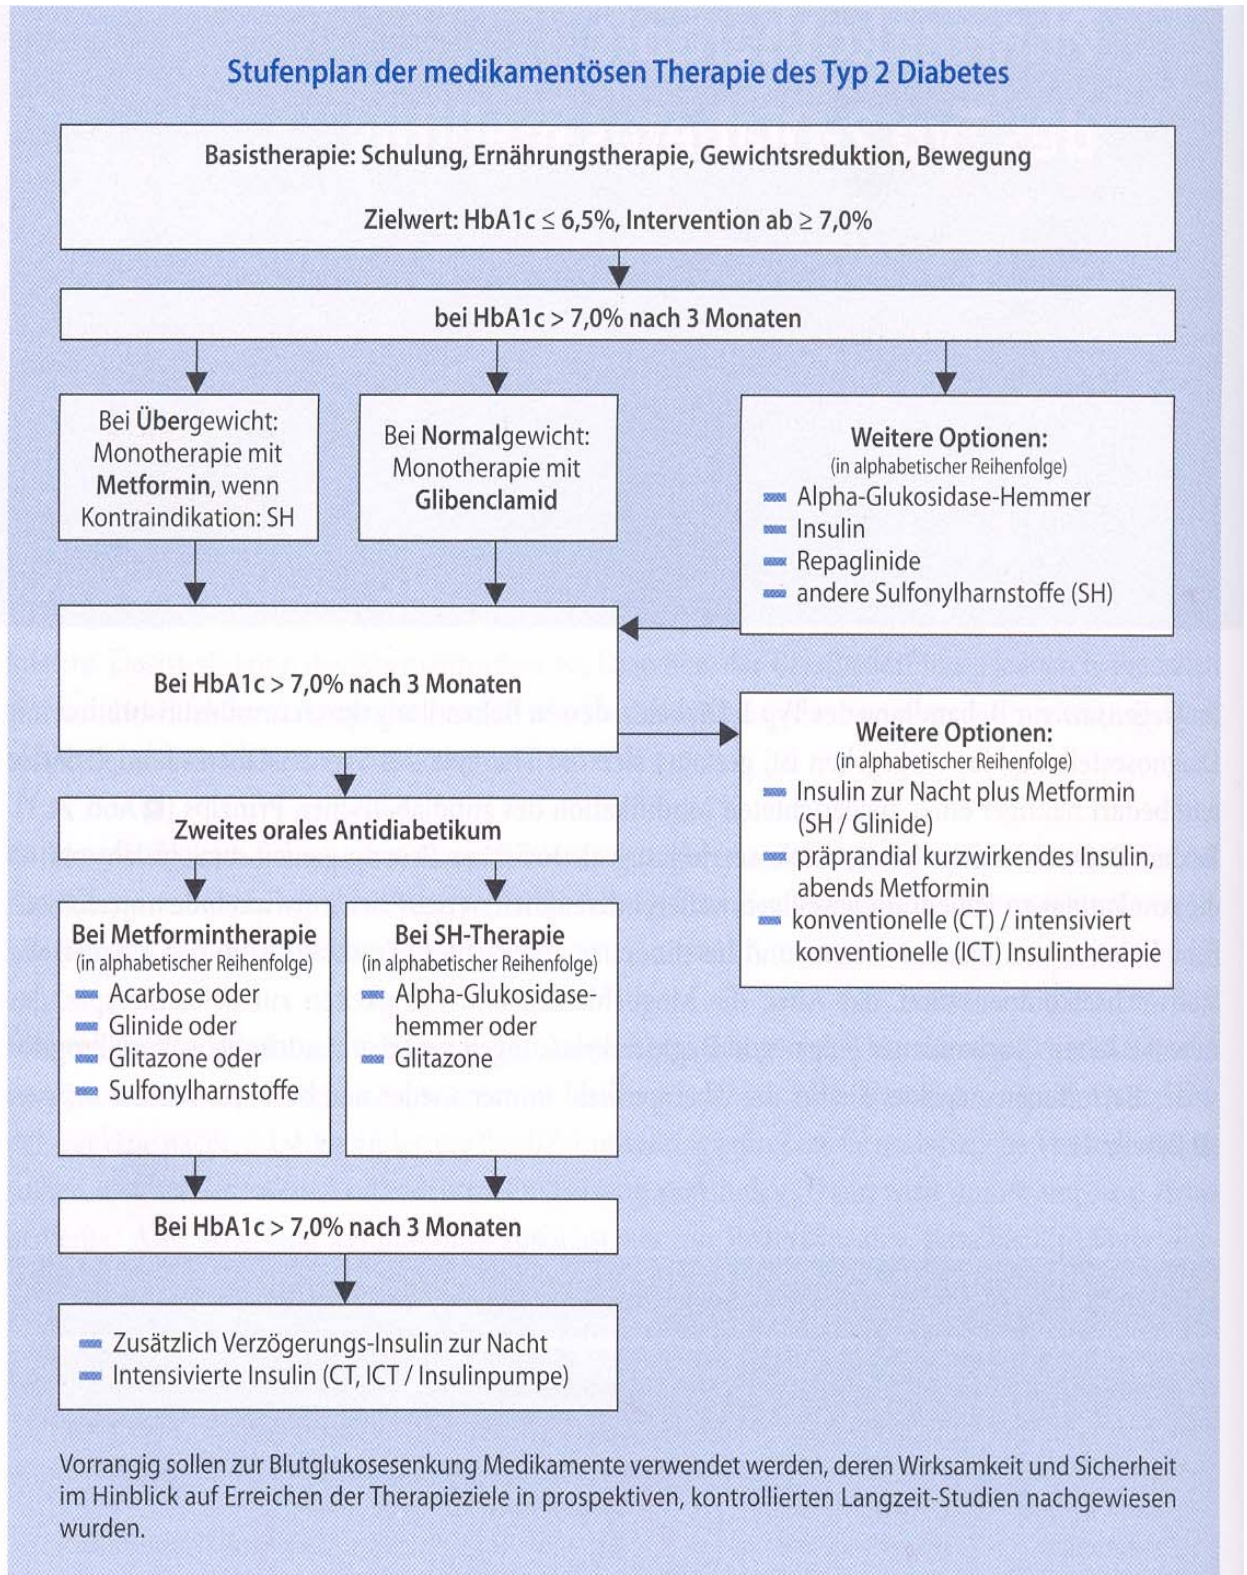 Stufenplan der medikamentösen Therapie des Typ 2 Diabetes
Basistherapie: Schulung, Ernährungstherapie, Gewichtsreduktion, Bewegung
Zielwert: HbA1c ≤ 6,5%, Intervention ab ≥ 7,0%
bei HbA1c > 7,0% nach 3 Monaten
Bei Übergewicht:
Monotherapie mit
Metformin, wenn
Kontraindikation: SH
Bei Normalgewicht:
Monotherapie mit
Glibenclamid
Weitere Optionen:
(in alphabetischer Reihenfolge)
Alpha-Glukosidase-Hemmer
Insulin
Repaglinide
andere Sulfonylharnstoffe (SH)
Bei HbA1c > 7,0% nach 3 Monaten
Weitere Optionen:
(in alphabetischer Reihenfolge)
Insulin zur Nacht plus Metformin
(SH / Glinide)
präprandial kurzwirkendes Insulin,
abends Metformin
konventionelle (CT) / intensiviert
konventionelle (ICT) Insulintherapie
Zweites orales Antidiabetikum
Bei Metformintherapie
(in alphabetischer Reihenfolge)
Acarbose oder
Glinide oder
Glitazone oder
Sulfonylharnstoffe
Bei SH-Therapie
(in alphabetischer Reihenfolge)
Alpha-Glukosidase-
hemmer oder
Glitazone
Bei HbA1c > 7,0% nach 3 Monaten
Zusätzlich Verzögerungs-Insulin zur Nacht
Intensivierte Insulin (CT, ICT / Insulinpumpe)
Vorrangig sollen zur Blutglukosesenkung Medikamente verwendet werden, deren Wirksamkeit und Sicherheit
im Hinblick auf Erreichen der Therapieziele in prospektiven, kontrollierten Langzeit-Studien nachgewiesen
wurden.